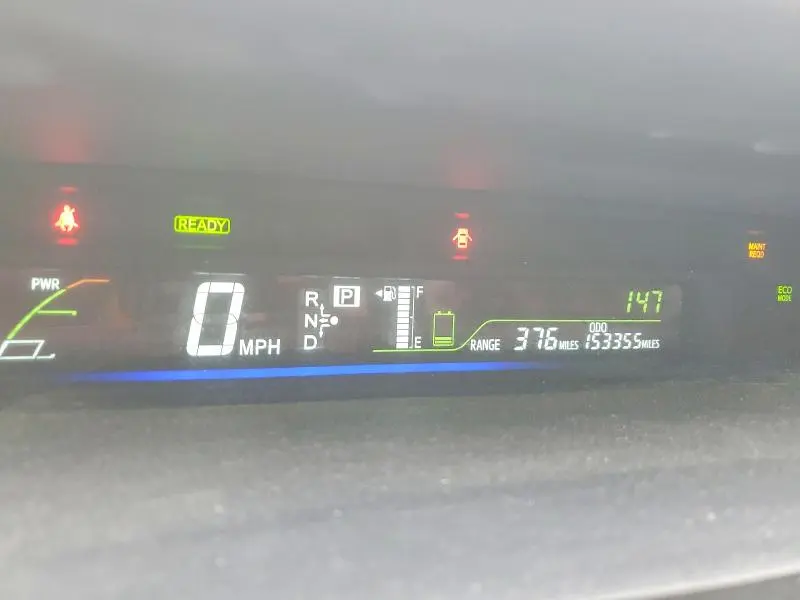 READY
MAINT
REQD
PWR
0 MPH
R P
N
D
F
E
147
ECO
MODE
RANGE 376 MILES
ODO
153355 MILES